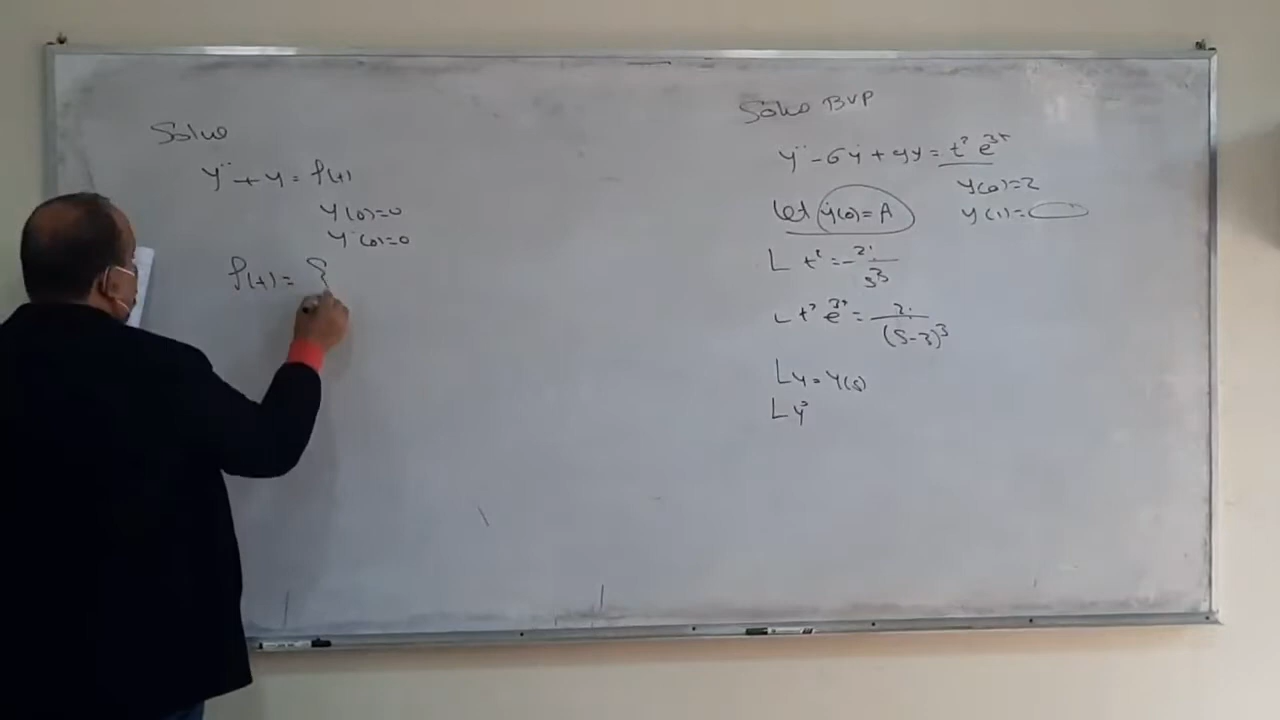 Solve
y'' + y = f(t)
y(0)=0
y'(0)=0
f(t) = {
Solve BVP
y'' - 6y' + 9y = t² e^3t
y(0)=2
y(1)=
let y'(0) = A
L t² = 2! / s³
L t² e^3t = 2! / (s-3)³
L y = Y(s)
L y'